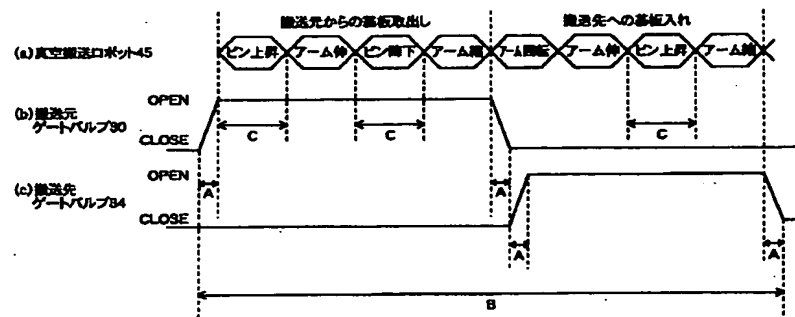 搬送元からの基板取出し
搬送先への基板入れ
(a)真空搬送ロボット45
ピン上昇
アーム伸
ピン降下
アーム縮
アーム回転
アーム伸
ピン上昇
アーム縮
(b)搬送元
ゲートバルブ80
OPEN
CLOSE
C
C
C
A
A
(c)搬送先
ゲートバルブ84
OPEN
CLOSE
A
A
B